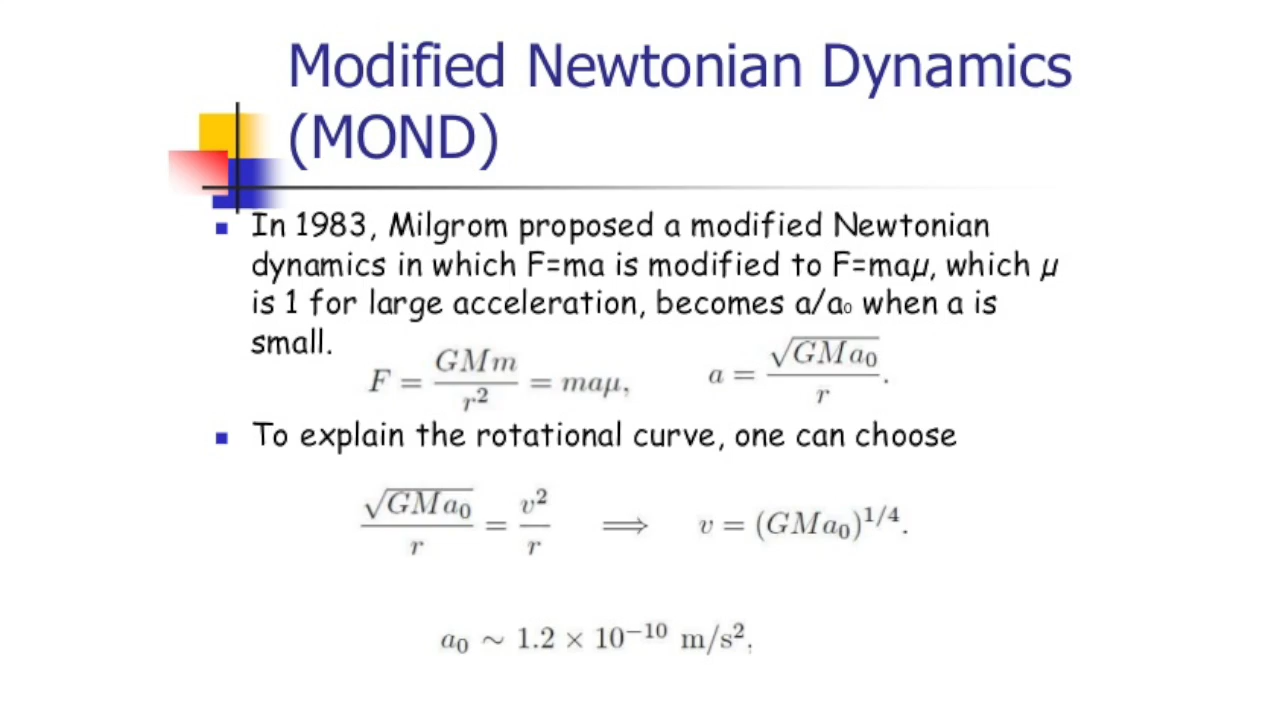 Modified Newtonian Dynamics
(MOND)
In 1983, Milgrom proposed a modified Newtonian
dynamics in which F=ma is modified to F=maμ, which μ
is 1 for large acceleration, becomes a/a₀ when a is
small.
F = GMm/r² = maμ, a = √(GMa₀)/r.
To explain the rotational curve, one can choose
√(GMa₀)/r = v²/r ⟹ v = (GMa₀)^{1/4}.
a₀ ∼ 1.2 × 10⁻¹⁰ m/s²,